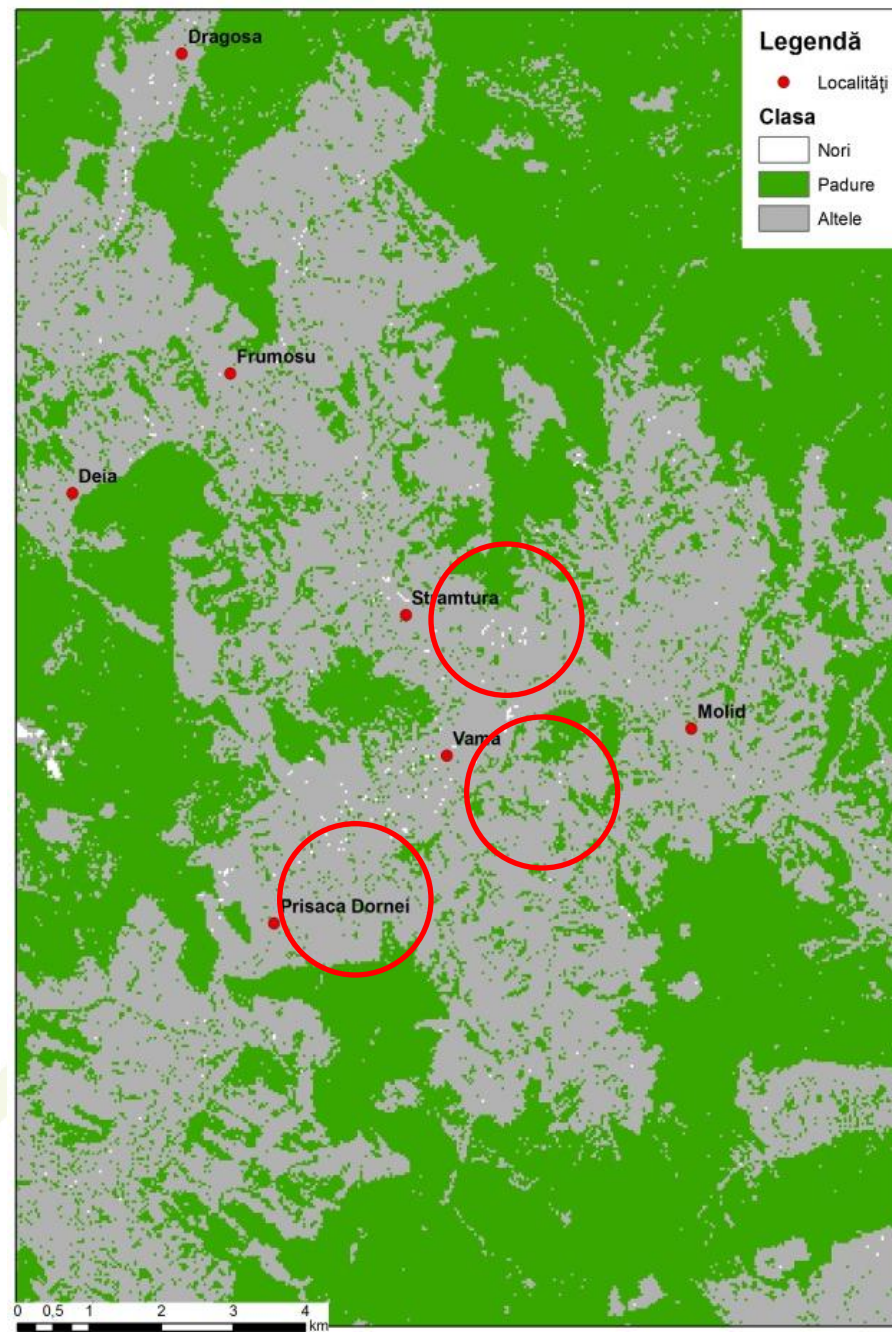 Dragosa
Legendă
Localităţi
Clasa
Nori
Padure
Altele
Frumosu
Deia
Stramtura
Molid
Vama
Prisaca Dornei
0 0,5 1 2 3 4
km